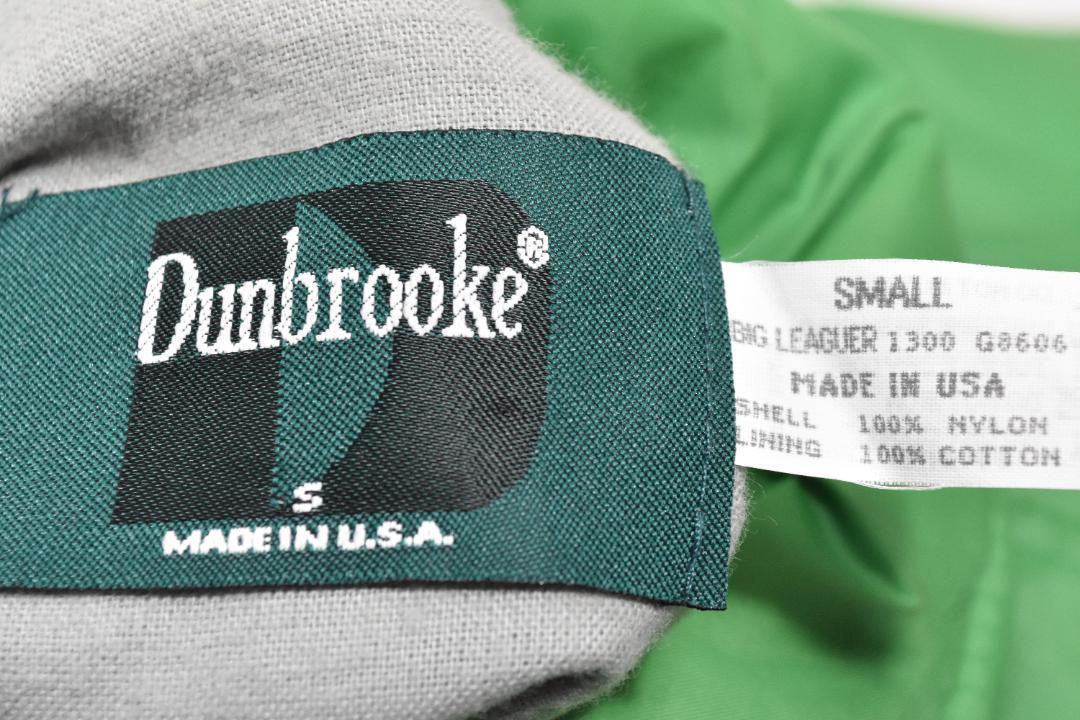 Dunbrooke®
S
MADE IN U.S.A.
SMALL
BIG LEAGUER 1300 G8606
MADE IN USA
SHELL 100% NYLON
LINING 100% COTTON